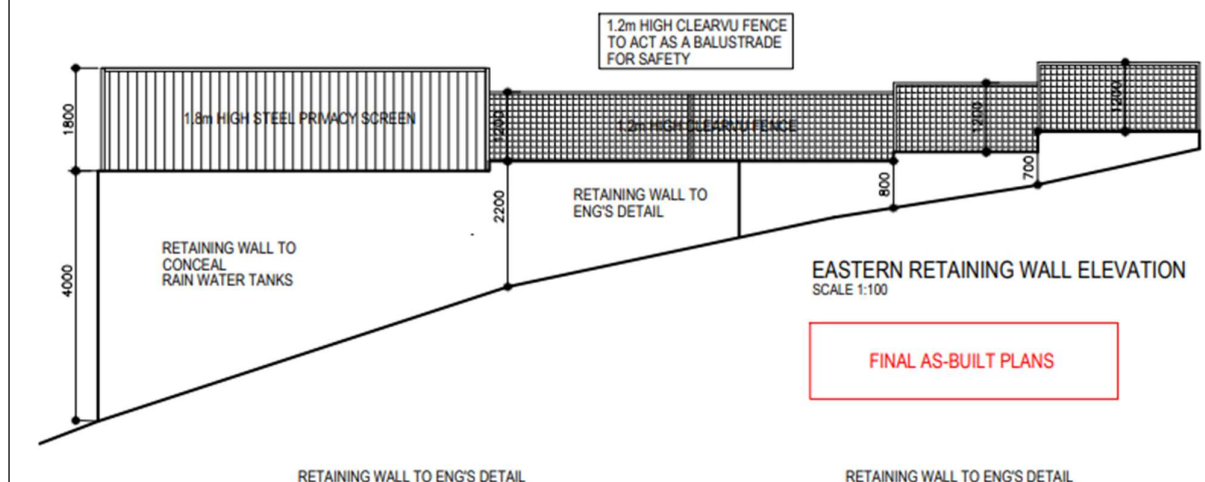 1.2m HIGH CLEARVU FENCE
TO ACT AS A BALUSTRADE
FOR SAFETY
1800
1.8m HIGH STEEL PRIVACY SCREEN
1200
1.2m HIGH CLEARVU FENCE
1200
1200
4000
RETAINING WALL TO
CONCEAL
RAIN WATER TANKS
2200
RETAINING WALL TO
ENG'S DETAIL
800
700
EASTERN RETAINING WALL ELEVATION
SCALE 1:100
FINAL AS-BUILT PLANS
RETAINING WALL TO ENG'S DETAIL
RETAINING WALL TO ENG'S DETAIL